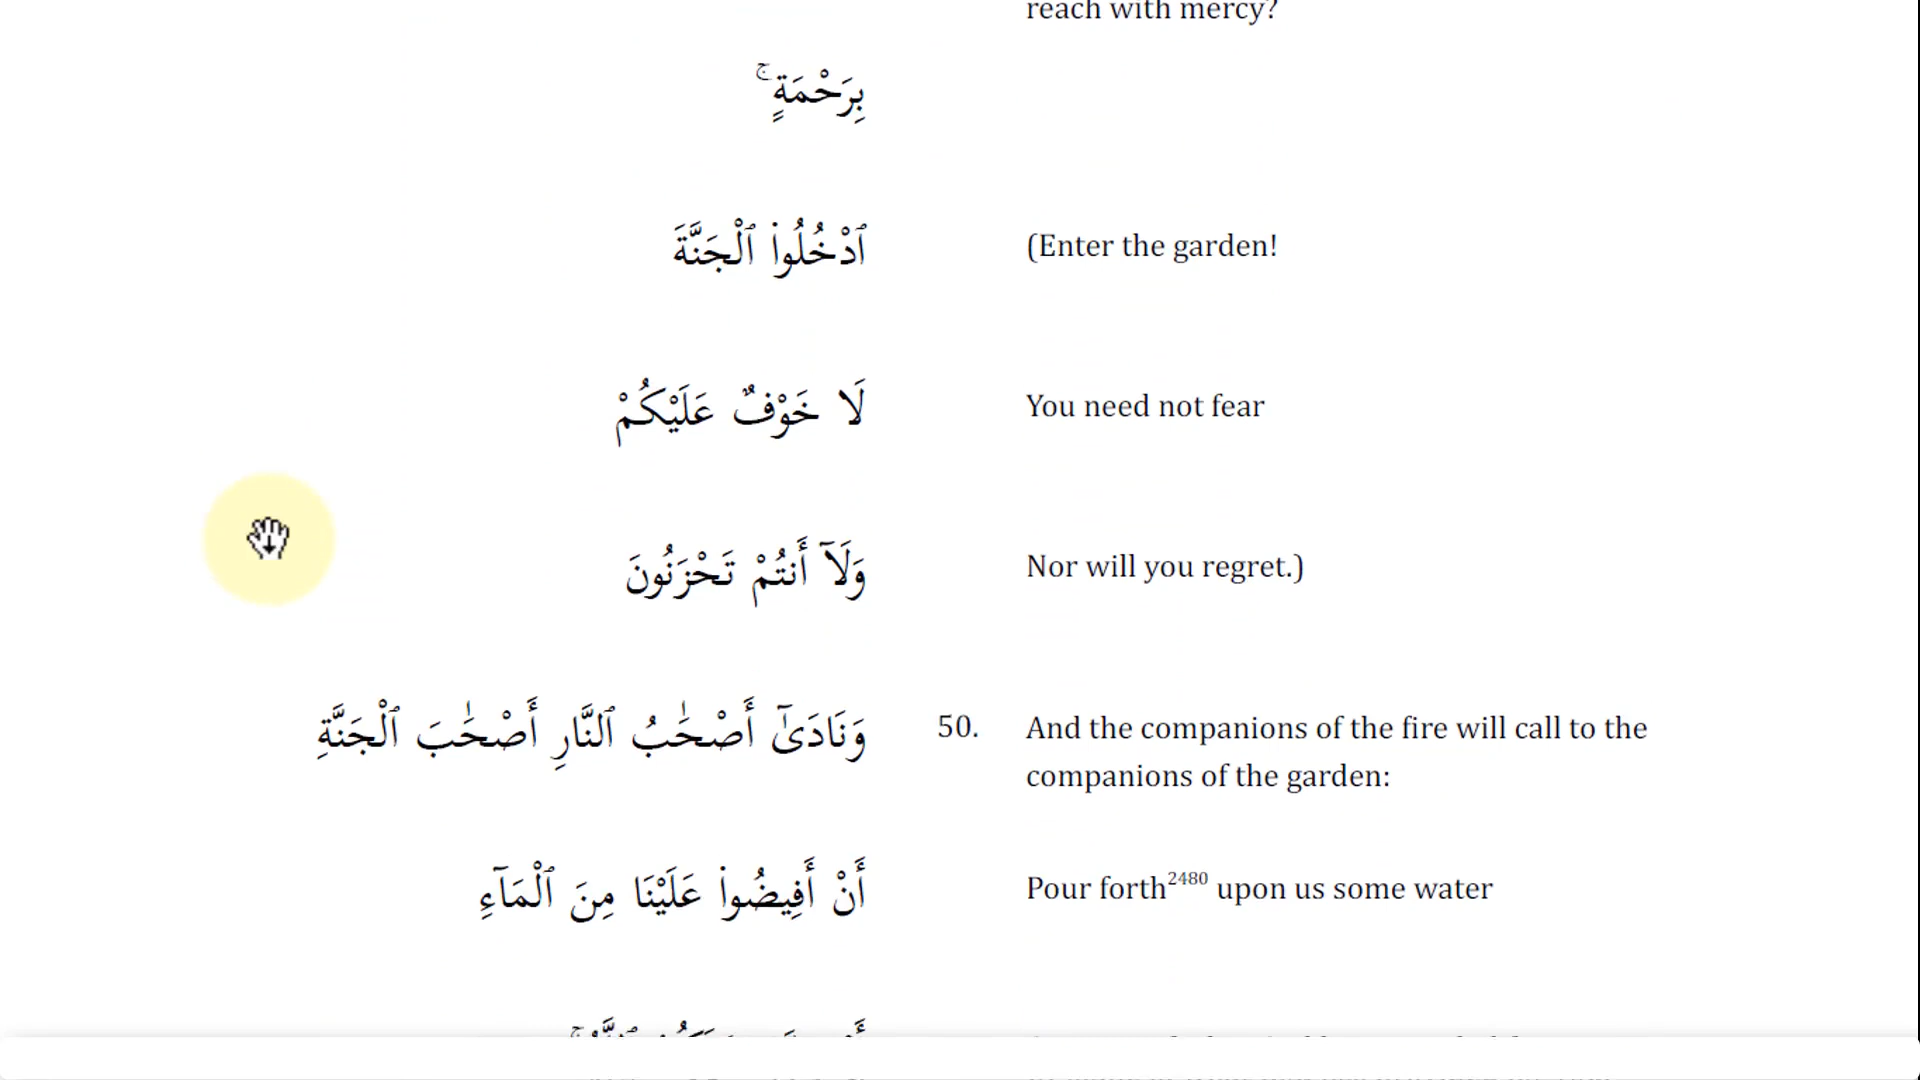 reach with mercy?
بِرَحْمَةٍ ۚ
ٱدْخُلُوا۟ ٱلْجَنَّةَ
(Enter the garden!
لَا خَوْفٌ عَلَيْكُمْ
You need not fear
وَلَآ أَنتُمْ تَحْزَنُونَ
Nor will you regret.)
وَنَادَىٰٓ أَصْحَٰبُ ٱلنَّارِ أَصْحَٰبَ ٱلْجَنَّةِ
50. And the companions of the fire will call to the
companions of the garden:
أَنْ أَفِيضُوا۟ عَلَيْنَا مِنَ ٱلْمَآءِ
Pour forth2480 upon us some water